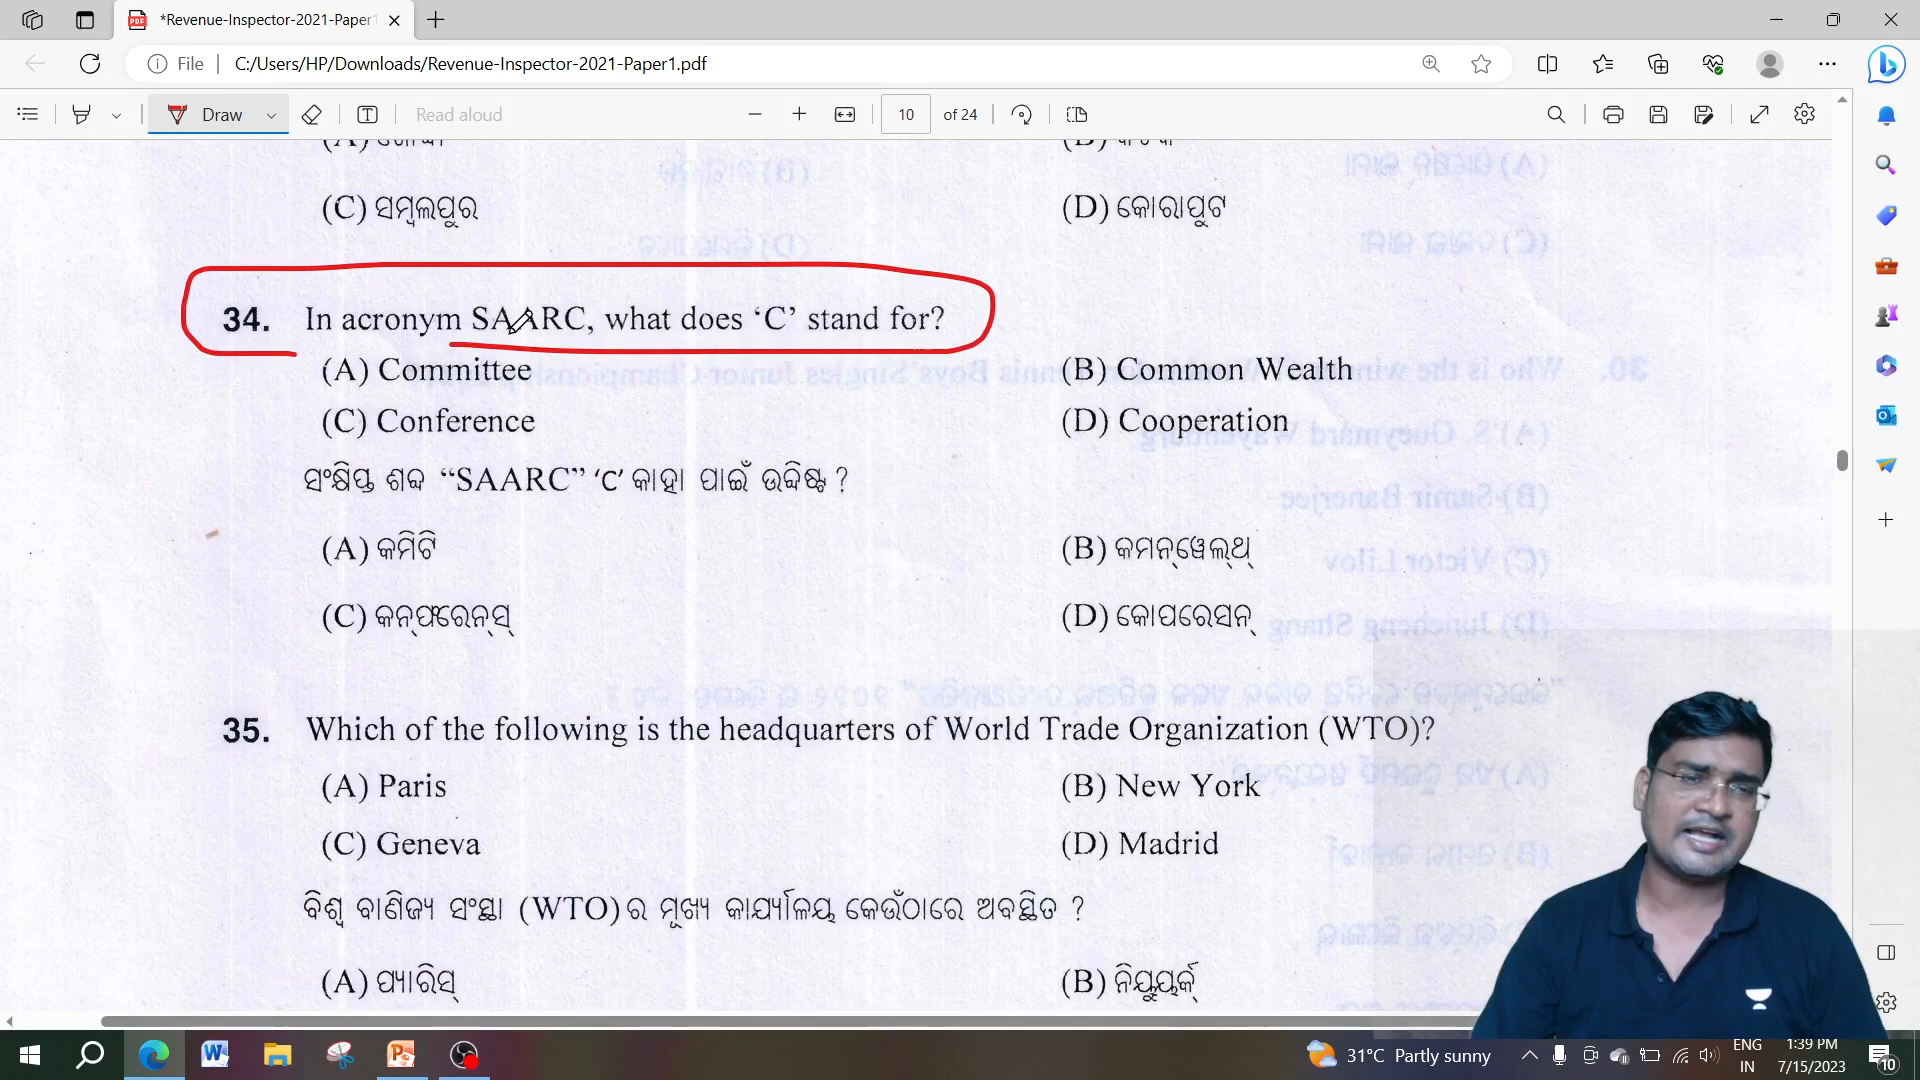 *Revenue-Inspector-2021-Paper1
File C:/Users/HP/Downloads/Revenue-Inspector-2021-Paper1.pdf
Draw Read aloud 10 of 24
(C) ସମ୍ବଲପୁର (D) କୋରାପୁଟ
34. In acronym SAARC, what does ‘C’ stand for?
(A) Committee (B) Common Wealth
(C) Conference (D) Cooperation
ସଂକ୍ଷିପ୍ତ ଶବ୍ଦ “SAARC” ‘C’ କାହା ପାଇଁ ଉଦ୍ଦିଷ୍ଟ ?
(A) କମିଟି (B) କମନ୍‌ୱେଲ୍‌ଥ୍
(C) କନ୍‌ଫରେନ୍‌ସ୍ (D) କୋପରେସନ୍
35. Which of the following is the headquarters of World Trade Organization (WTO)?
(A) Paris (B) New York
(C) Geneva (D) Madrid
ବିଶ୍ୱ ବାଣିଜ୍ୟ ସଂସ୍ଥା (WTO) ର ମୁଖ୍ୟ କାର୍ଯ୍ୟାଳୟ କେଉଁଠାରେ ଅବସ୍ଥିତ ?
(A) ପ୍ୟାରିସ୍ (B) ନିୟୁୟର୍କ୍
31°C Partly sunny ENG 1:39 PM
IN 7/15/2023 10